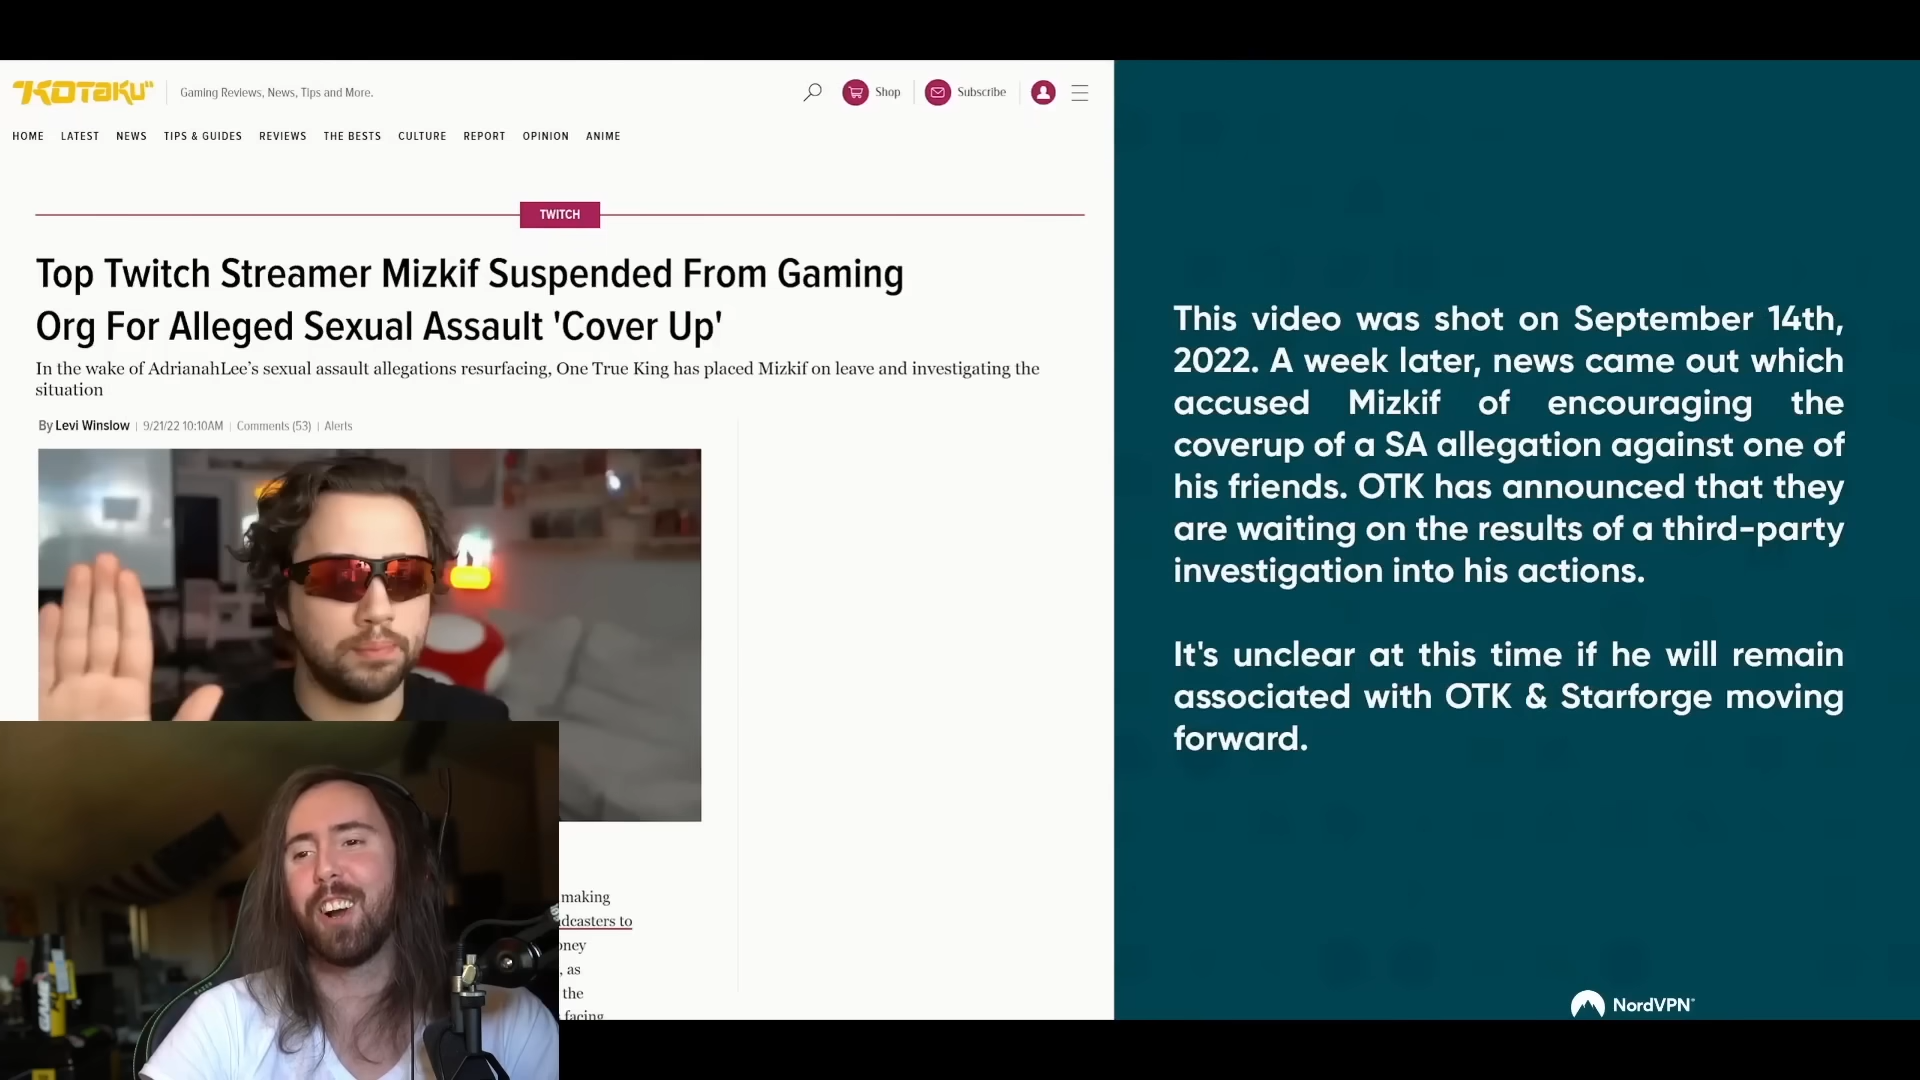 KOTAKU
Gaming Reviews, News, Tips and More.
Shop
Subscribe
HOME LATEST NEWS TIPS & GUIDES REVIEWS THE BESTS CULTURE REPORT OPINION ANIME
TWITCH
Top Twitch Streamer Mizkif Suspended From Gaming
Org For Alleged Sexual Assault 'Cover Up'
In the wake of AdrianahLee’s sexual assault allegations resurfacing, One True King has placed Mizkif on leave and investigating the
situation
By Levi Winslow | 9/21/22 10:10AM | Comments (53) | Alerts
making
dcasters to
oney
, as
the
facing
This video was shot on September 14th,
2022. A week later, news came out which
accused Mizkif of encouraging the
coverup of a SA allegation against one of
his friends. OTK has announced that they
are waiting on the results of a third-party
investigation into his actions.
It's unclear at this time if he will remain
associated with OTK & Starforge moving
forward.
NordVPN